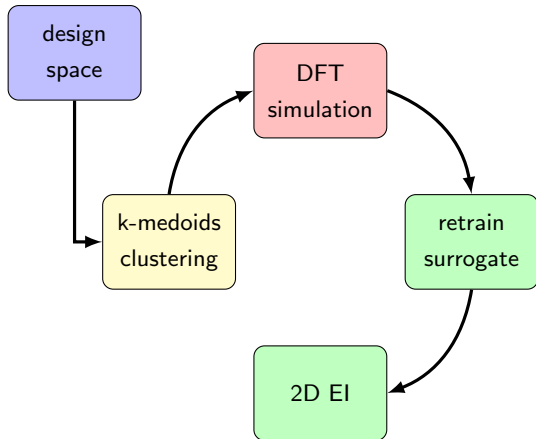 design
space
DFT
simulation
k-medoids
clustering
retrain
surrogate
2D EI